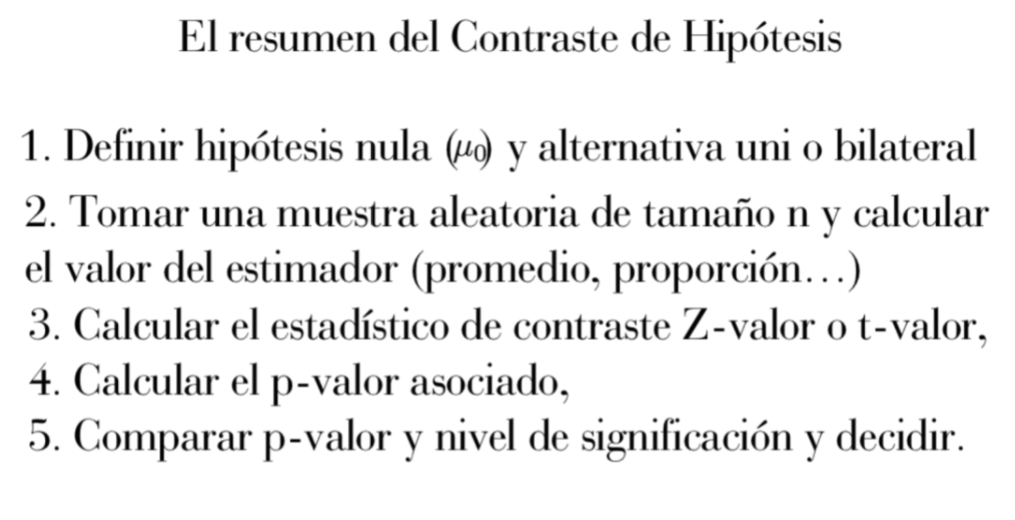 El resumen del Contraste de Hipótesis
1. Definir hipótesis nula (μ₀) y alternativa uni o bilateral
2. Tomar una muestra aleatoria de tamaño n y calcular
el valor del estimador (promedio, proporción...)
3. Calcular el estadístico de contraste Z-valor o t-valor,
4. Calcular el p-valor asociado,
5. Comparar p-valor y nivel de significación y decidir.